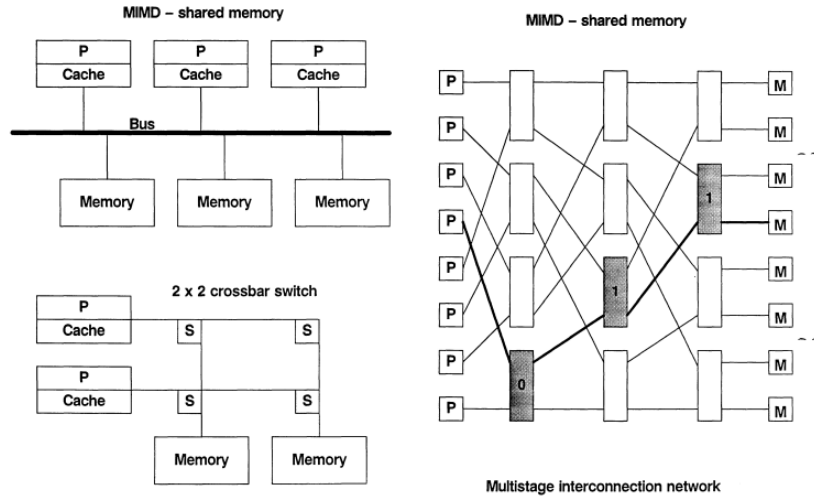 MIMD – shared memory
P P P
Cache Cache Cache
Bus
Memory Memory Memory
2 x 2 crossbar switch
P
Cache S S
P
Cache S S
Memory Memory
MIMD – shared memory
P M
P M
P M
1
P M
P 1 M
P M
P M
0
P M
Multistage interconnection network